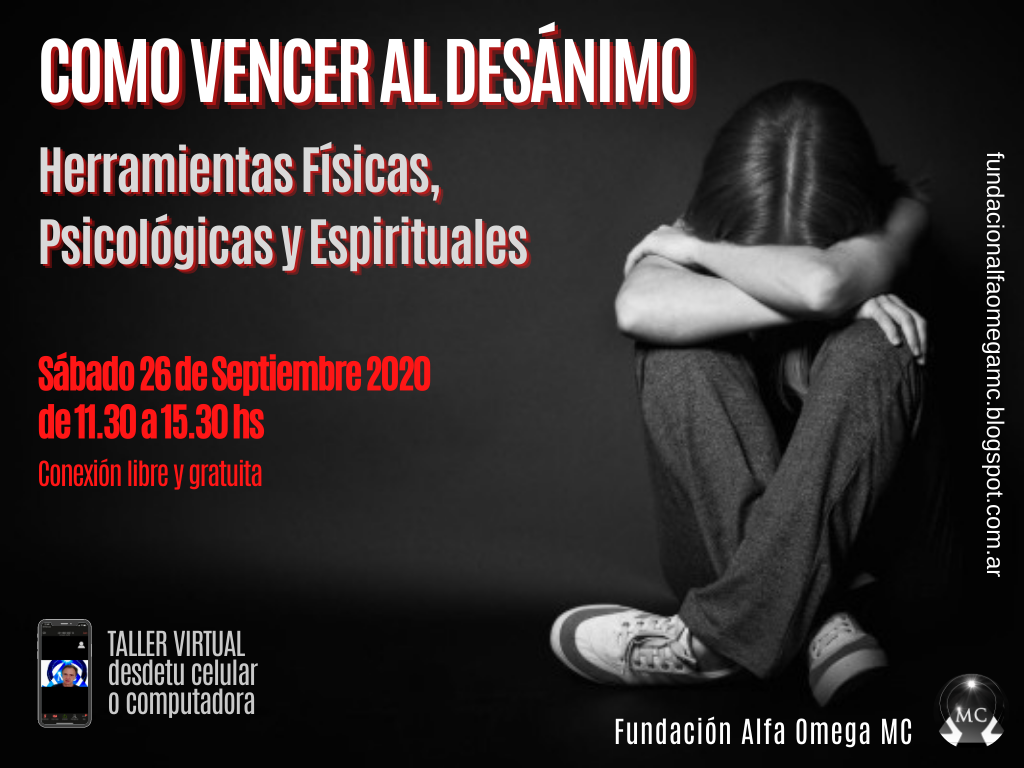 COMO VENCER AL DESÁNIMO
Herramientas Físicas,
Psicológicas y Espirituales
Sábado 26 de Septiembre 2020
de 11.30 a 15.30 hs
Conexión libre y gratuita
TALLER VIRTUAL
desdetu celular
o computadora
fundacionalfaomegamc.blogspot.com.ar
Fundación Alfa Omega MC
MC